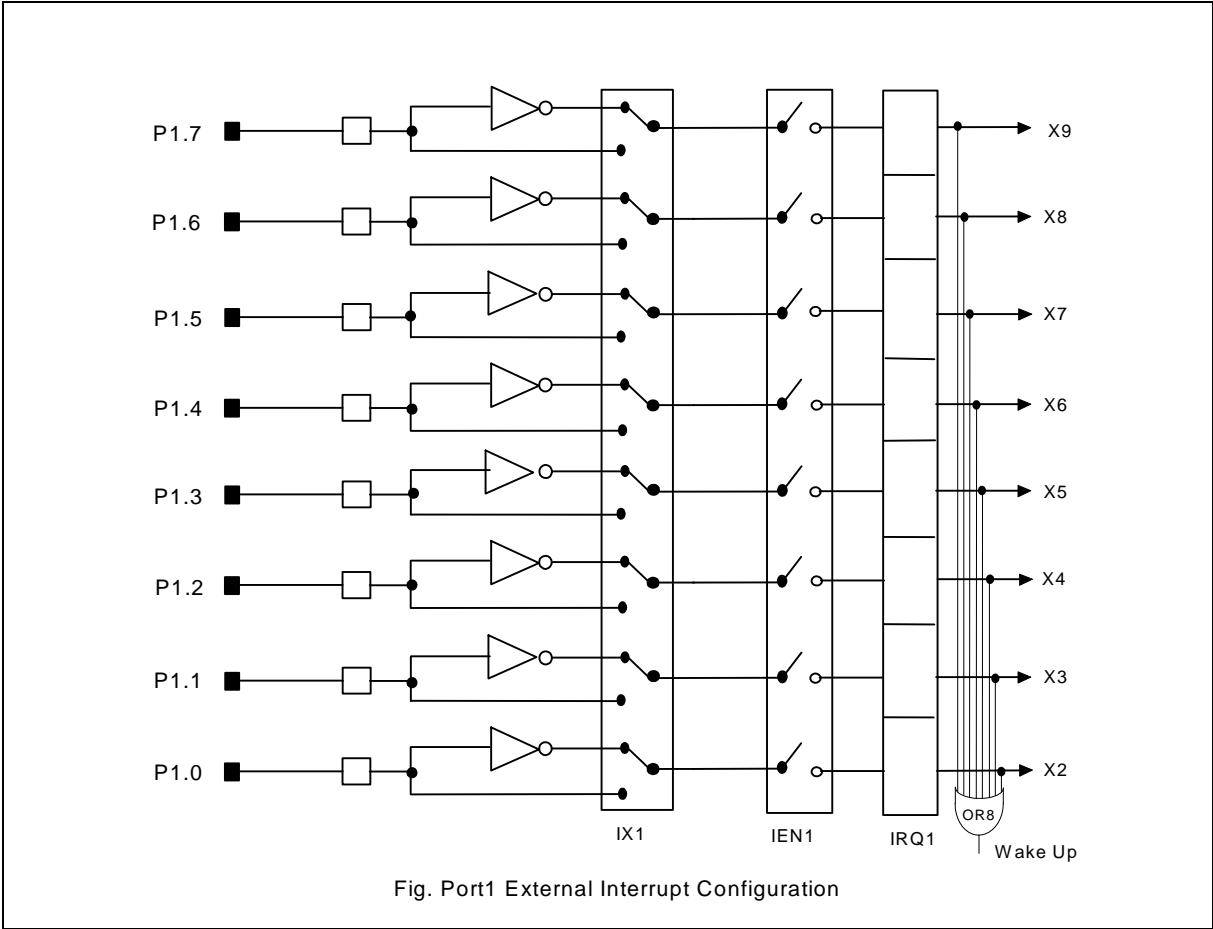 P1.7 X9
P1.6 X8
P1.5 X7
P1.4 X6
P1.3 X5
P1.2 X4
P1.1 X3
P1.0 X2
OR8
IX1 IEN1 IRQ1
Wake Up
Fig. Port1 External Interrupt Configuration